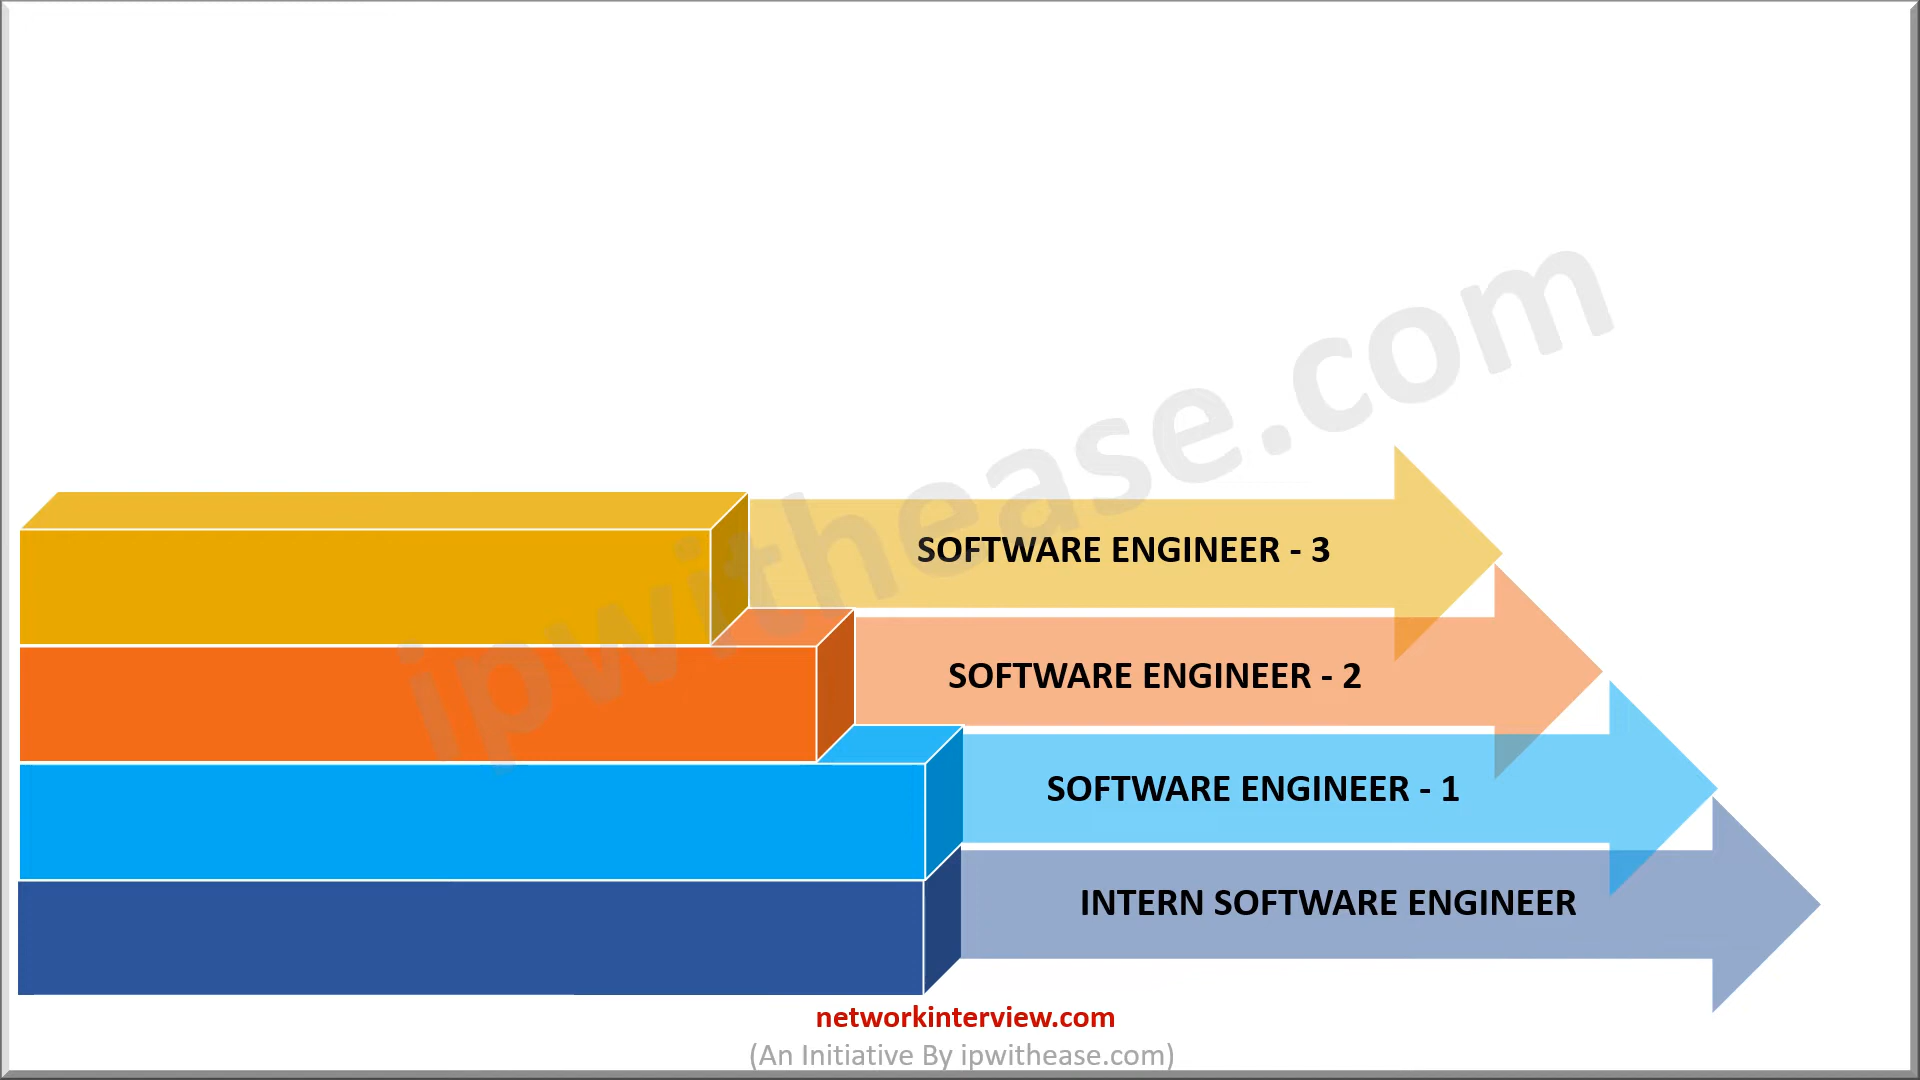 ipwithease.com
SOFTWARE ENGINEER - 3
SOFTWARE ENGINEER - 2
SOFTWARE ENGINEER - 1
INTERN SOFTWARE ENGINEER
networkinterview.com
(An Initiative By ipwithease.com)